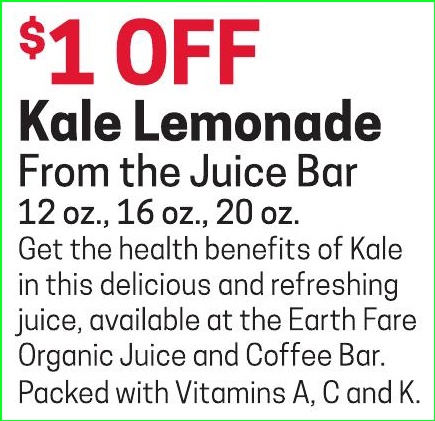 $1 OFF
Kale Lemonade
From the Juice Bar
12 oz., 16 oz., 20 oz.
Get the health benefits of Kale
in this delicious and refreshing
juice, available at the Earth Fare
Organic Juice and Coffee Bar.
Packed with Vitamins A, C and K.